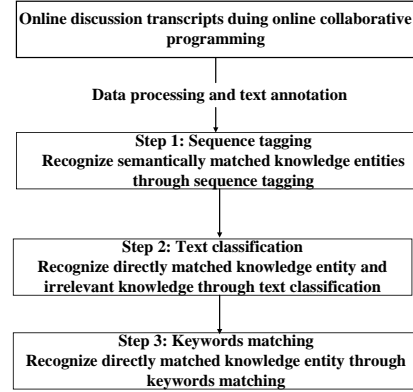 Online discussion transcripts duing online collaborative
programming
Data processing and text annotation
Step 1: Sequence tagging
Recognize semantically matched knowledge entities
through sequence tagging
Step 2: Text classification
Recognize directly matched knowledge entity and
irrelevant knowledge through text classification
Step 3: Keywords matching
Recognize directly matched knowledge entity through
keywords matching